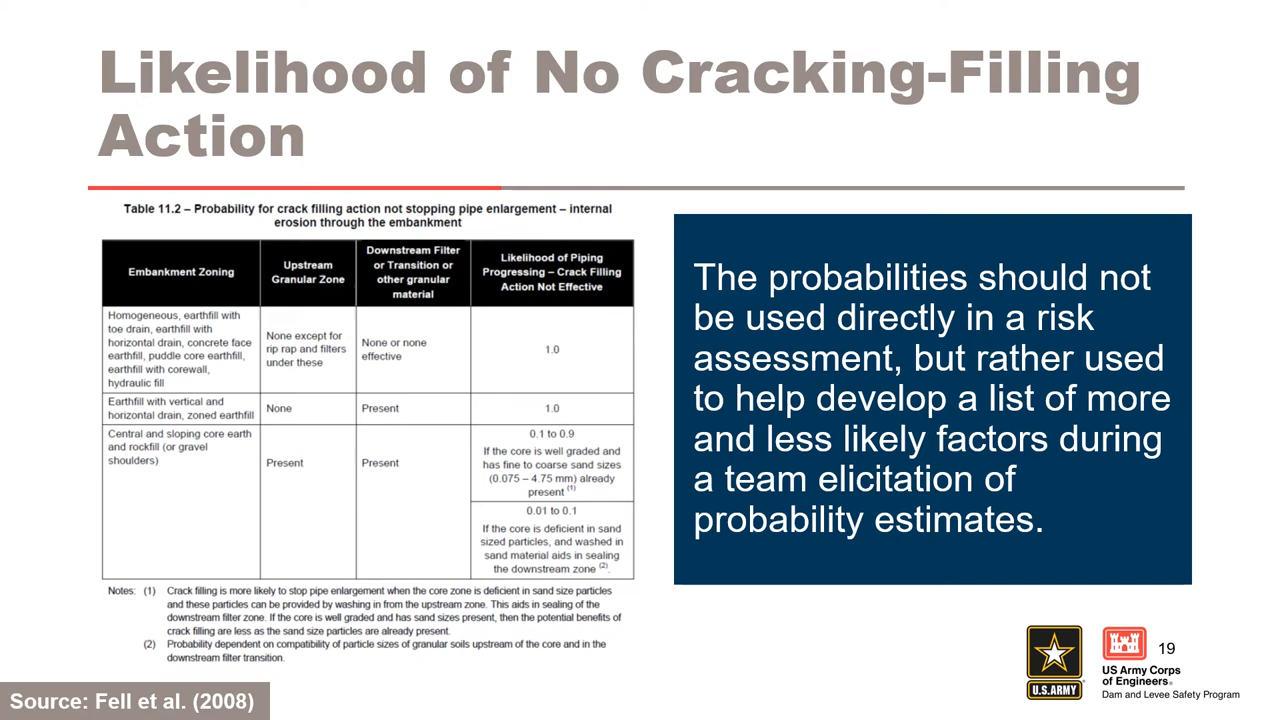 Likelihood of No Cracking-Filling
Action
Table 11.2 – Probability for crack filling action not stopping pipe enlargement – internal
erosion through the embankment
Embankment Zoning
Upstream
Granular Zone
Downstream Filter
or Transition or
other granular
material
Likelihood of Piping
Progressing – Crack Filling
Action Not Effective
Homogeneous, earthfill with
toe drain, earthfill with
horizontal drain, concrete face
earthfill, puddle core earthfill,
earthfill with corewall,
hydraulic fill
None except for
rip rap and filters
under these
None or none
effective
1.0
Earthfill with vertical and
horizontal drain, zoned earthfill
None
Present
1.0
Central and sloping core earth
and rockfill (or gravel
shoulders)
Present
Present
0.1 to 0.9
If the core is well graded and
has fine to coarse sand sizes
(0.075 – 4.75 mm) already
present (1)
0.01 to 0.1
If the core is deficient in sand
sized particles, and washed in
sand material aids in sealing
the downstream zone (2).
Notes: (1) Crack filling is more likely to stop pipe enlargement when the core zone is deficient in sand size particles
and these particles can be provided by washing in from the upstream zone. This aids in sealing of the
downstream filter zone. If the core is well graded and has sand sizes present, then the potential benefits of
crack filling are less as the sand size particles are already present.
(2) Probability dependent on compatibility of particle sizes of granular soils upstream of the core and in the
downstream filter transition.
The probabilities should not
be used directly in a risk
assessment, but rather used
to help develop a list of more
and less likely factors during
a team elicitation of
probability estimates.
U.S.ARMY
US Army Corps
of Engineers®
Dam and Levee Safety Program
19
Source: Fell et al. (2008)